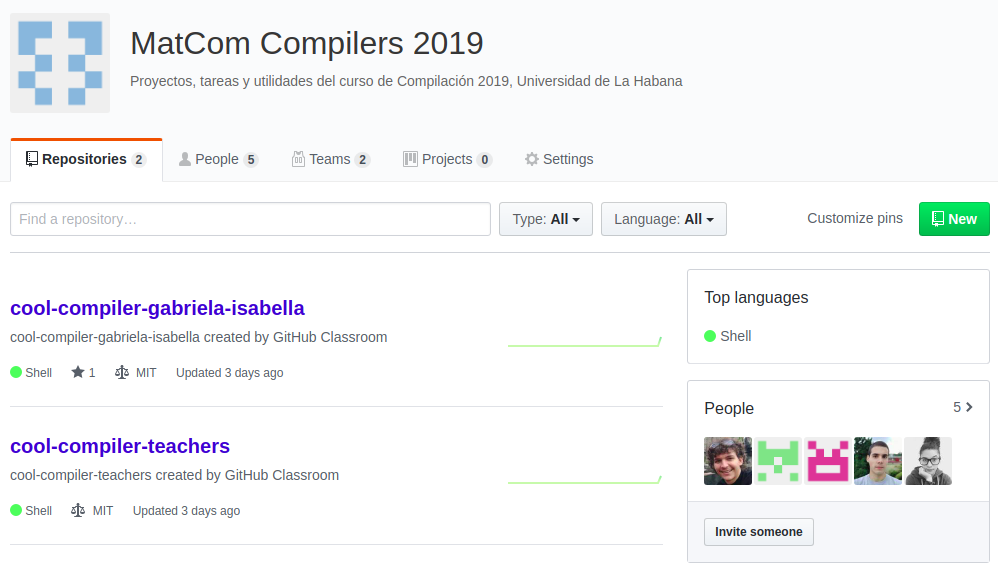 MatCom Compilers 2019
Proyectos, tareas y utilidades del curso de Compilación 2019, Universidad de La Habana
Repositories 2 People 5 Teams 2 Projects 0 Settings
Find a repository… Type: All Language: All Customize pins New
cool-compiler-gabriela-isabella
cool-compiler-gabriela-isabella created by GitHub Classroom
Shell 1 MIT Updated 3 days ago
cool-compiler-teachers
cool-compiler-teachers created by GitHub Classroom
Shell MIT Updated 3 days ago
Top languages
Shell
People 5
Invite someone